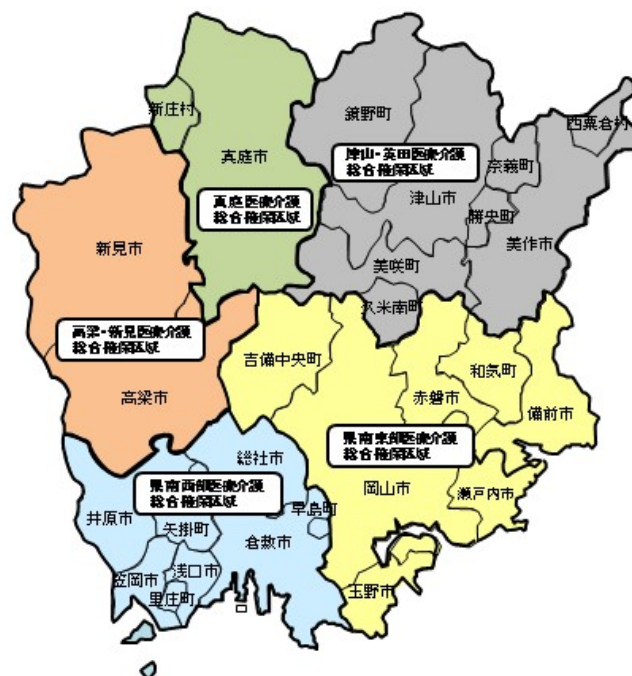 新庄村
真庭市
鏡野町
西粟倉村
津山・英田医療介護
総合確保区域
奈義町
津山市
勝央町
真庭医療介護
総合確保区域
美作市
新見市
美咲町
久米南町
高梁・新見医療介護
総合確保区域
吉備中央町
和気町
高梁市
赤磐市
備前市
県南東部医療介護
総合確保区域
総社市
県南西部医療介護
総合確保区域
岡山市
瀬戸内市
早島町
井原市
矢掛町
倉敷市
浅口市
笠岡市
里庄町
玉野市